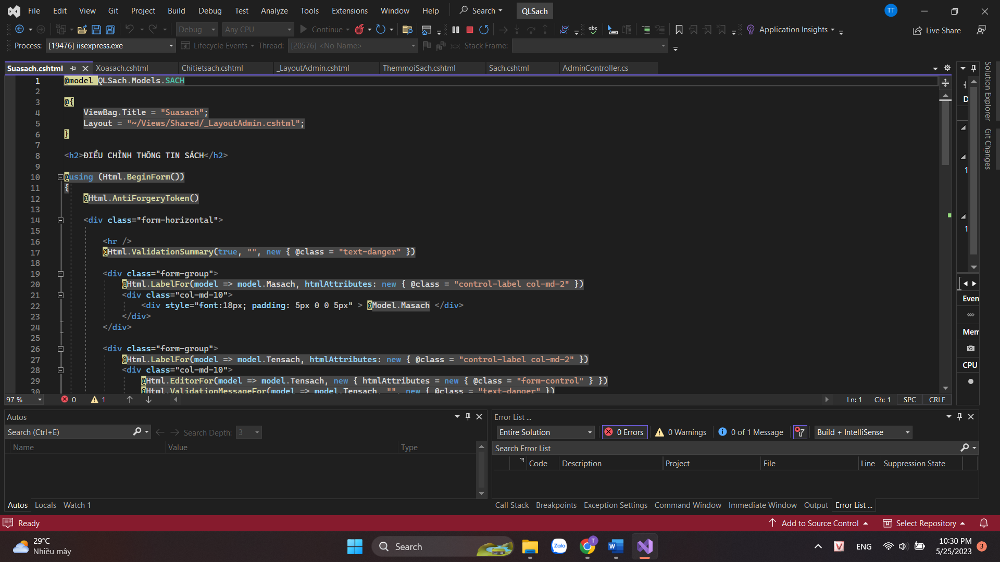 File Edit View Git Project Build Debug Test Analyze Tools Extensions Window Help Search QLSach TT
Debug Any CPU Continue Application Insights Live Share
Process: [19476] iisexpress.exe Lifecycle Events Thread: [20576] <No Name> Stack Frame:
Suasach.cshtml Xoasach.cshtml Chitietsach.cshtml _LayoutAdmin.cshtml ThemmoiSach.cshtml Sach.cshtml AdminController.cs
1 @model QLSach.Models.SACH
2
3 @{
4 ViewBag.Title = "Suasach";
5 Layout = "~/Views/Shared/_LayoutAdmin.cshtml";
6 }
7
8 <h2>ĐIỀU CHỈNH THÔNG TIN SÁCH</h2>
9
10 @using (Html.BeginForm())
11 {
12 @Html.AntiForgeryToken()
13
14 <div class="form-horizontal">
15
16 <hr />
17 @Html.ValidationSummary(true, "", new { @class = "text-danger" })
18
19 <div class="form-group">
20 @Html.LabelFor(model => model.Masach, htmlAttributes: new { @class = "control-label col-md-2" })
21 <div class="col-md-10">
22 <div style="font:18px; padding: 5px 0 0 5px" > @Model.Masach </div>
23 </div>
24 </div>
25
26 <div class="form-group">
27 @Html.LabelFor(model => model.Tensach, htmlAttributes: new { @class = "control-label col-md-2" })
28 <div class="col-md-10">
29 @Html.EditorFor(model => model.Tensach, new { htmlAttributes = new { @class = "form-control" } })
30 @Html.ValidationMessageFor(model => model.Tensach, "", new { @class = "text-danger" })
97 % 0 1 Ln: 1 Ch: 1 SPC CRLF
Solution Explorer
Git Changes
D
1
1
Even
Mem
CPU
Autos
Search (Ctrl+E) Search Depth: 3
Name Value Type
Autos Locals Watch 1
Error List ...
Entire Solution 0 Errors 0 Warnings 0 of 1 Message Build + IntelliSense
Search Error List
Code Description Project File Line Suppression State
Call Stack Breakpoints Exception Settings Command Window Immediate Window Output Error List ...
Ready Add to Source Control Select Repository
29°C
Nhiều mây
Search
Zalo
T
W
V
ENG
10:30 PM
5/25/2023
3